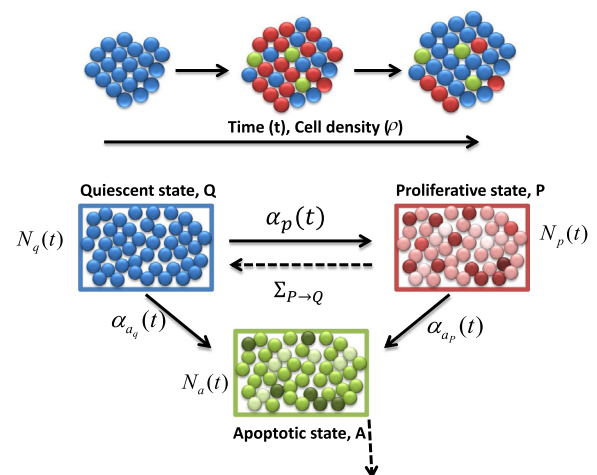 Time (t), Cell density (ρ)
Quiescent state, Q
Proliferative state, P
N_q(t)
α_p(t)
N_p(t)
Σ_{P→Q}
α_{a_q}(t)
α_{a_P}(t)
N_a(t)
Apoptotic state, A